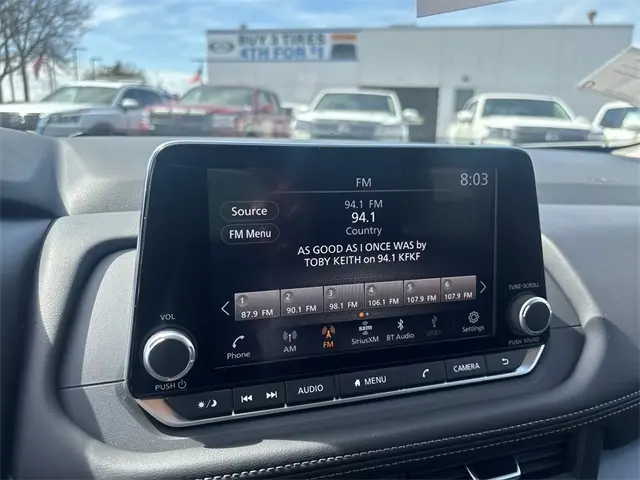 BUY 3 TIRES
4TH FOR $1
FM
8:03
Source
94.1 FM
94.1
Country
FM Menu
AS GOOD AS I ONCE WAS by
TOBY KEITH on 94.1 KFKF
1 2 3 4 5 6
87.9 FM 90.1 FM 98.1 FM 106.1 FM 107.9 FM 107.9 FM
Phone AM FM SiriusXM BT Audio USB Settings
VOL
PUSH
TUNE·SCROLL
PUSH SOUND
AUDIO MENU CAMERA